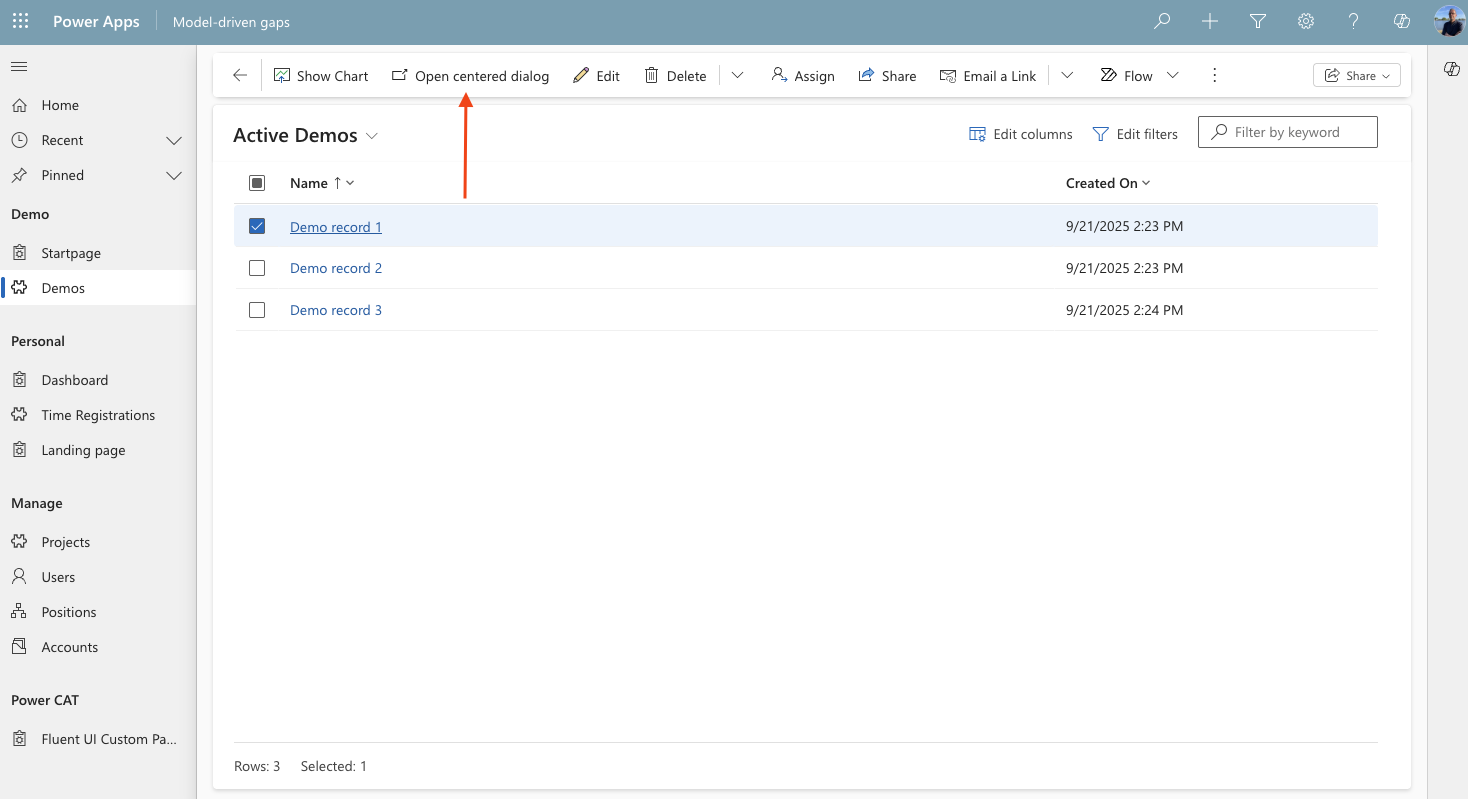 Power Apps Model-driven gaps
Show Chart Open centered dialog Edit Delete Assign Share Email a Link Flow Share
Home
Recent
Pinned
Demo
Startpage
Demos
Personal
Dashboard
Time Registrations
Landing page
Manage
Projects
Users
Positions
Accounts
Power CAT
Fluent UI Custom Pa...
Active Demos Edit columns Edit filters Filter by keyword
Name ↑ Created On
Demo record 1 9/21/2025 2:23 PM
Demo record 2 9/21/2025 2:23 PM
Demo record 3 9/21/2025 2:24 PM
Rows: 3 Selected: 1